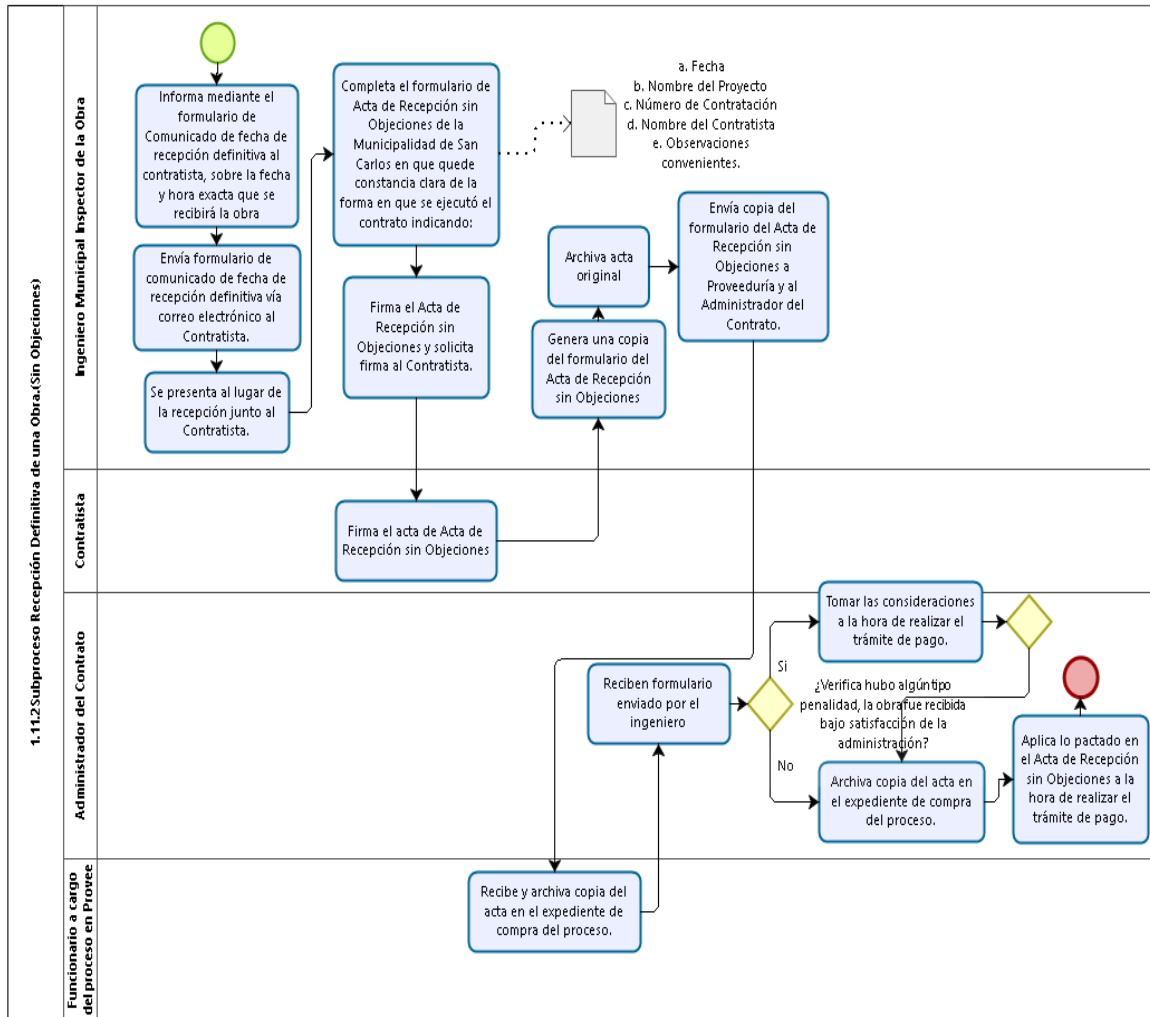 1.1.12 Subproceso Recepción Definitiva de una Obra.(Sin Objeciones)
Ingeniero Municipal Inspector de la Obra
Informa mediante el
formulario de
Comunicado de fecha de
recepción definitiva al
contratista, sobre la fecha
y hora exacta que se
recibirá la obra
Envía formulario de
comunicado de fecha de
recepción definitiva vía
correo electrónico al
Contratista.
Se presenta al lugar de
la recepción junto al
Contratista.
Completa el formulario de
Acta de Recepción sin
Objeciones de la
Municipalidad de San
Carlos en que quede
constancia clara de la
forma en que se ejecutó el
contrato indicando:
a. Fecha
b. Nombre del Proyecto
c. Número de Contratación
d. Nombre del Contratista
e. Observaciones
convenientes.
Firma el Acta de
Recepción sin
Objeciones y solicita
firma al Contratista.
Archiva acta
original
Genera una copia
del formulario del
Acta de Recepción
sin Objeciones
Envía copia del
formulario del Acta de
Recepción sin
Objeciones a
Proveeduría y al
Administrador del
Contrato.
Contratista
Firma el acta de Acta de
Recepción sin Objeciones
Administrador del Contrato
Reciben formulario
enviado por el
ingeniero
Si
No
¿Verifica hubo algúntipo
penalidad, la obra fue recibida
bajo satisfacción de la
administración?
Tomar las consideraciones
a la hora de realizar el
trámite de pago.
Archiva copia del acta en
el expediente de compra
del proceso.
Aplica lo pactado en
el Acta de Recepción
sin Objeciones a la
hora de realizar el
trámite de pago.
Funcionario a cargo
del proceso en Provee
Recibe y archiva copia del
acta en el expediente de
compra del proceso.